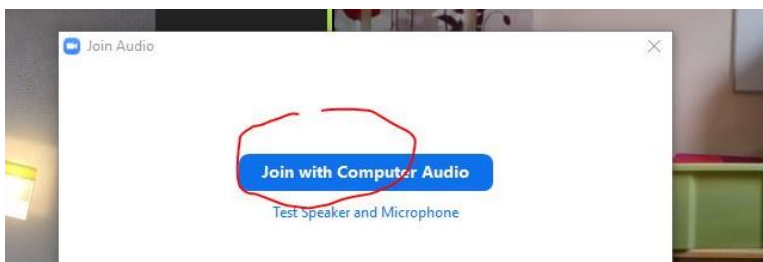 Join Audio
Join with Computer Audio
Test Speaker and Microphone